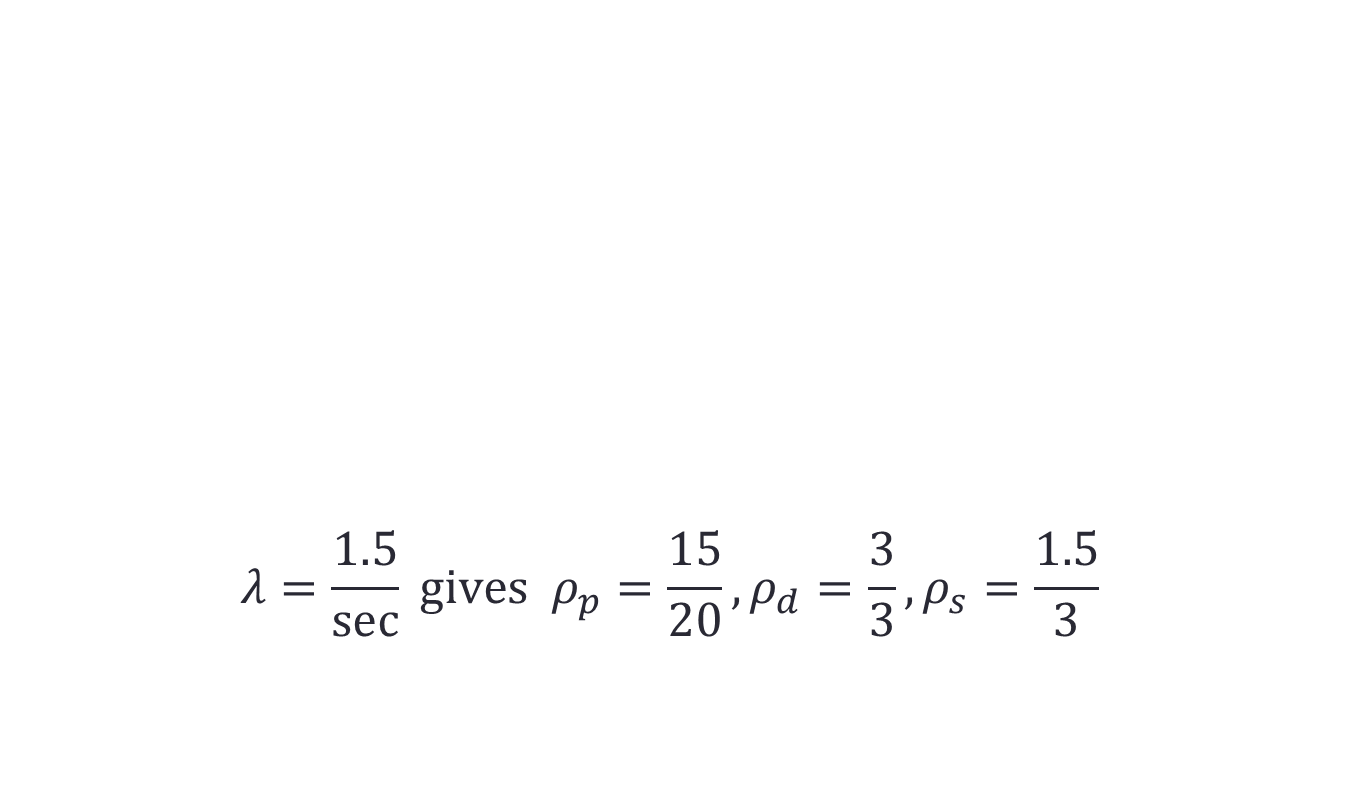 λ = 1.5/sec gives ρ_p = 15/20, ρ_d = 3/3, ρ_s = 1.5/3